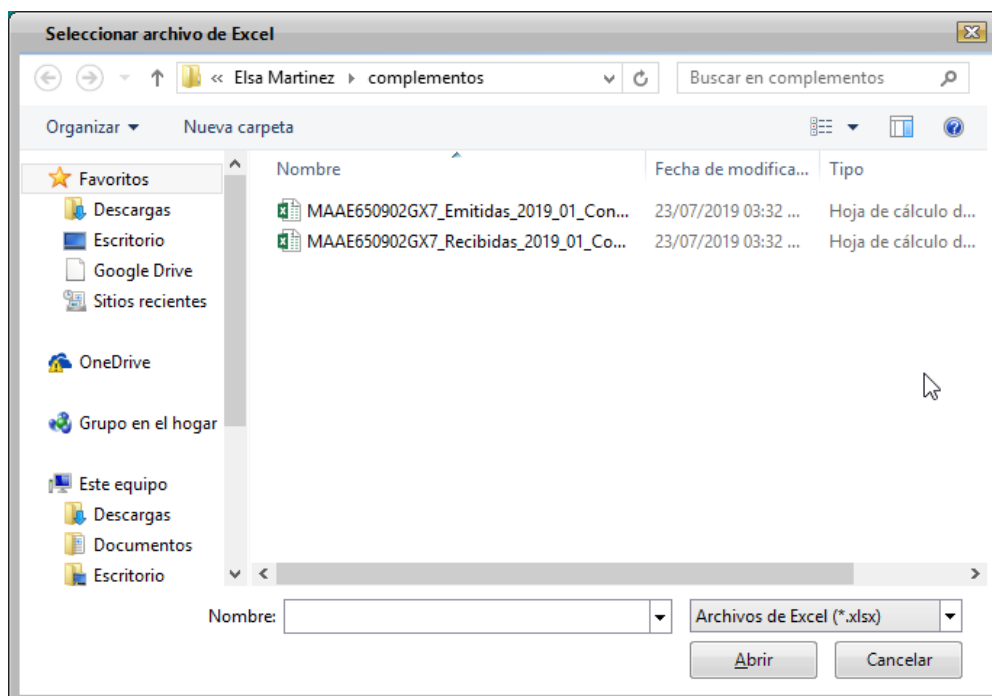 Seleccionar archivo de Excel
« Elsa Martinez complementos Buscar en complementos
Organizar Nueva carpeta
Favoritos
Descargas
Escritorio
Google Drive
Sitios recientes
OneDrive
Grupo en el hogar
Este equipo
Descargas
Documentos
Escritorio
Nombre Fecha de modifica... Tipo
MAAE650902GX7_Emitidas_2019_01_Con... 23/07/2019 03:32 ... Hoja de cálculo d...
MAAE650902GX7_Recibidas_2019_01_Co... 23/07/2019 03:32 ... Hoja de cálculo d...
Nombre: Archivos de Excel (*.xlsx)
Abrir Cancelar